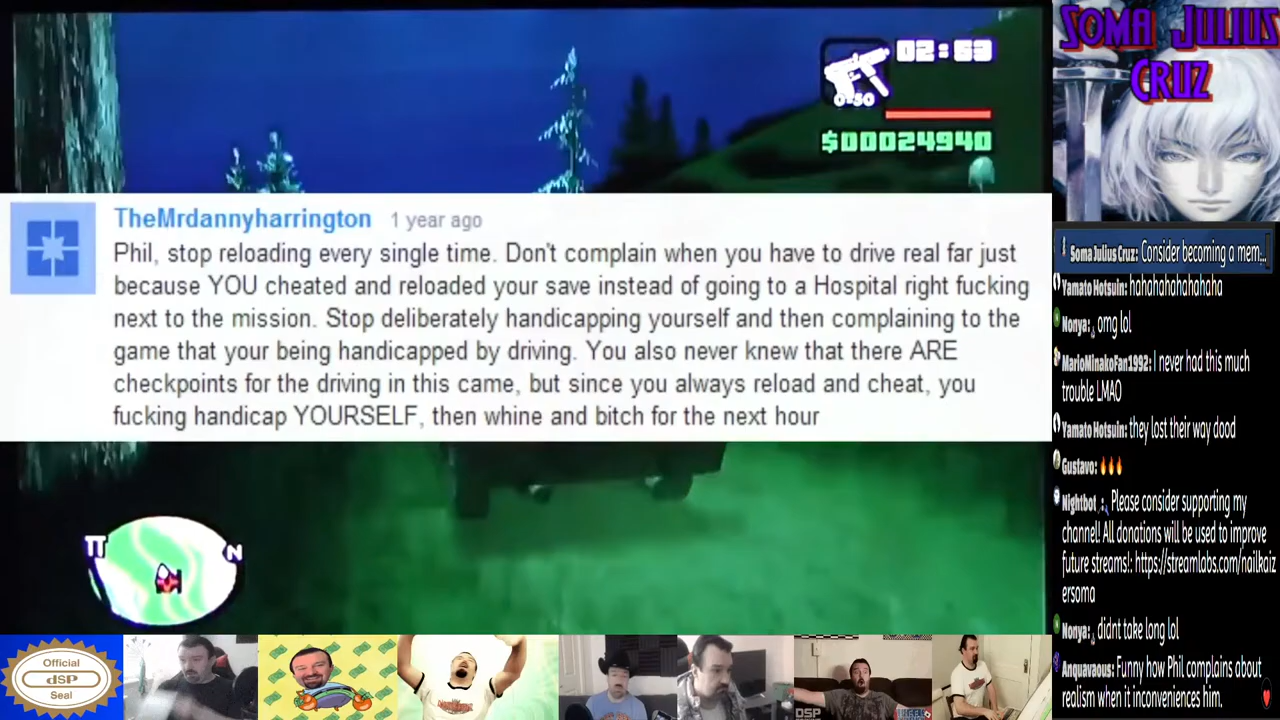 02:53
0-50
$00024940
TheMrdannyharrington 1 year ago
Phil, stop reloading every single time. Don't complain when you have to drive real far just
because YOU cheated and reloaded your save instead of going to a Hospital right fucking
next to the mission. Stop deliberately handicapping yourself and then complaining to the
game that your being handicapped by driving. You also never knew that there ARE
checkpoints for the driving in this came, but since you always reload and cheat, you
fucking handicap YOURSELF, then whine and bitch for the next hour
N
Official
dSP
Seal
DSP
SOMA JULIUS
CRUZ
Soma Julius Cruz: Consider becoming a mem...
Yamato Hotsuin: hahahahahahahaha
Nonya: omg lol
MarioMinakoFan1992: I never had this much
trouble LMAO
Yamato Hotsuin: they lost their way dood
Gustavo: 🔥🔥🔥
Nightbot: Please consider supporting my
channel! All donations will be used to improve
future streams!: https://streamlabs.com/nailkaiz
ersoma
Nonya: didnt take long lol
Anquavaous: Funny how Phil complains about
realism when it inconveniences him.